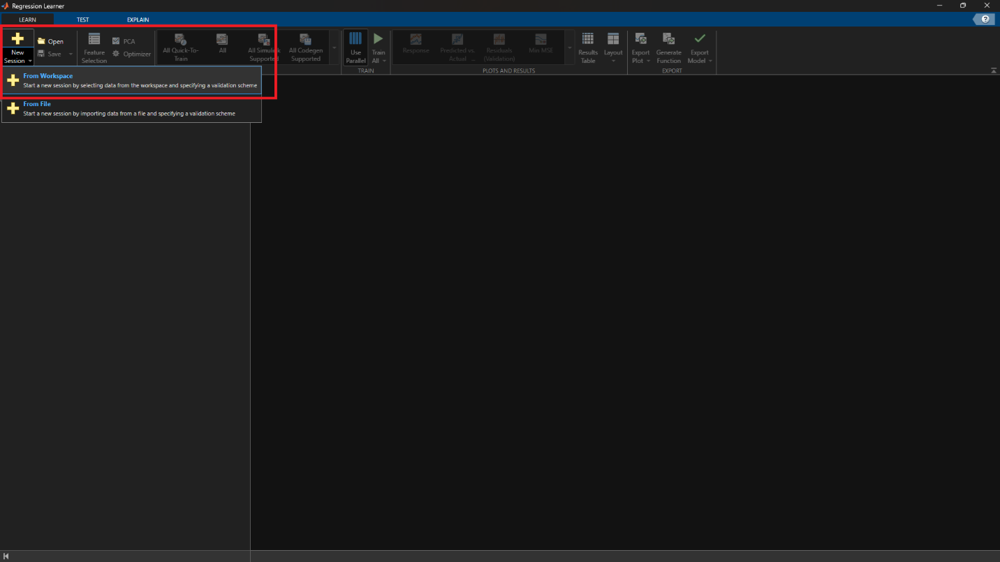 Regression Learner
LEARN
TEST
EXPLAIN
New
Session
Open
Save
Feature
Selection
PCA
Optimizer
All Quick-To-
Train
All
All Simulink
Supported
All Codegen
Supported
Use
Parallel
Train
All
Response
Predicted vs.
Actual ...
Residuals
(Validation)
Min MSE
Results
Table
Layout
Export
Plot
Generate
Function
Export
Model
TRAIN
PLOTS AND RESULTS
EXPORT
From Workspace
Start a new session by selecting data from the workspace and specifying a validation scheme
From File
Start a new session by importing data from a file and specifying a validation scheme